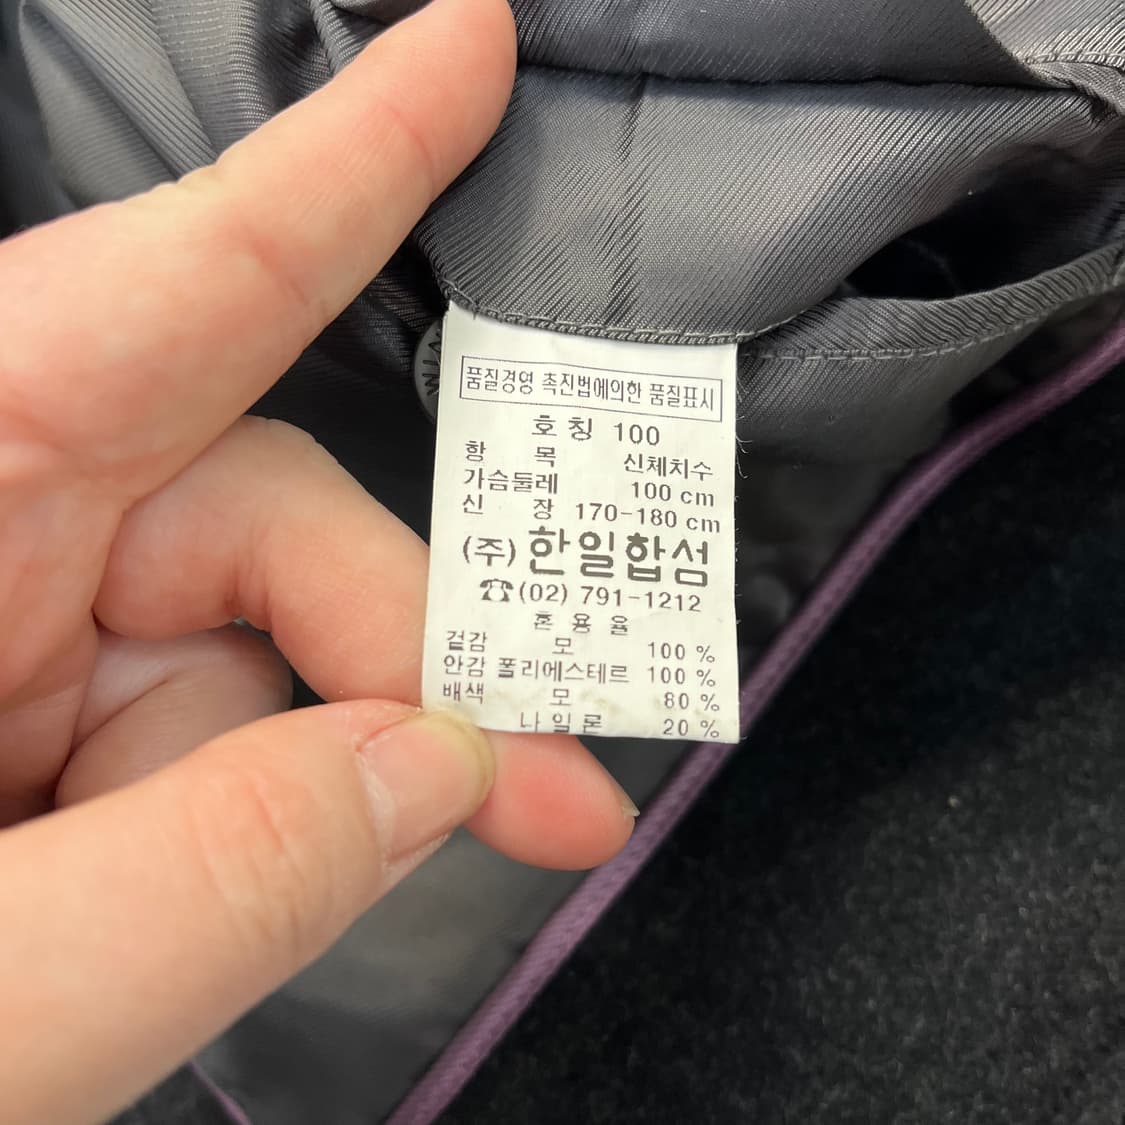 품질경영 촉진법에의한 품질표시
호칭 100
항 목 신체치수
가슴둘레 100 cm
신 장 170-180 cm
(주) 한일합섬
☎(02) 791-1212
혼 용 율
겉감 모 100 %
안감 폴리에스테르 100 %
배색 모 80 %
나일론 20 %